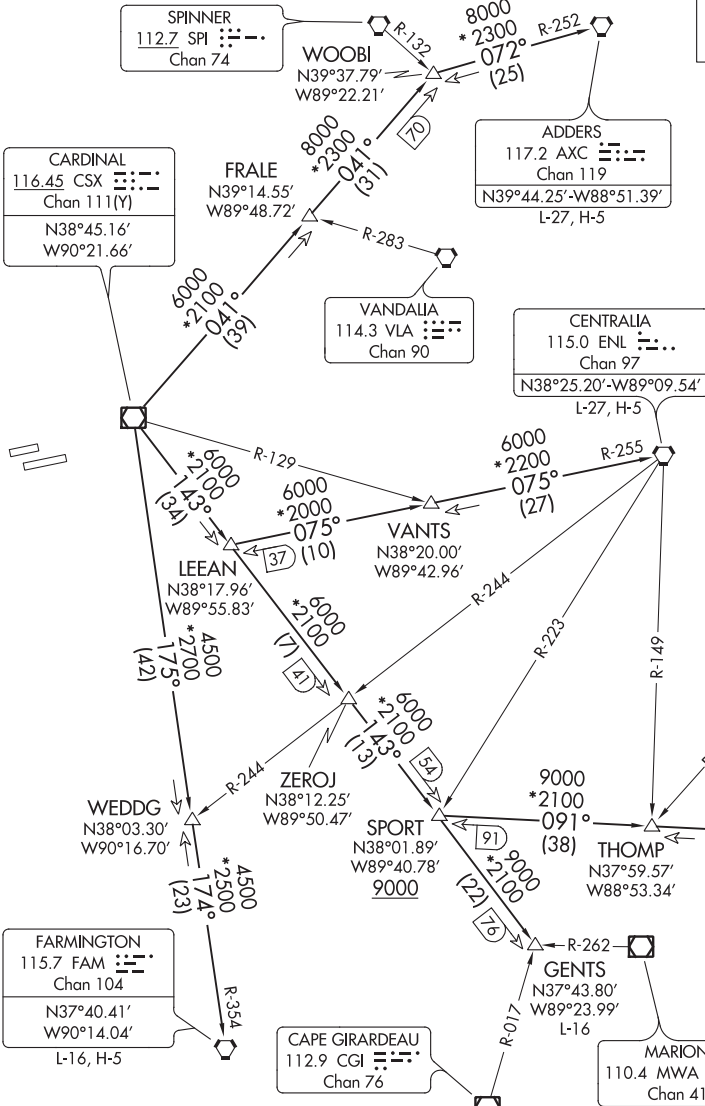 SPINNER
112.7 SPI
Chan 74
R-132
WOOBI
N39°37.79'
W89°22.21'
8000
*2300
072°
(25)
R-252
70
ADDERS
117.2 AXC
Chan 119
N39°44.25'-W88°51.39'
L-27, H-5
CARDINAL
116.45 CSX
Chan 111(Y)
N38°45.16'
W90°21.66'
FRALE
N39°14.55'
W89°48.72'
8000
*2300
041°
(31)
R-283
VANDALIA
114.3 VLA
Chan 90
6000
*2100
041°
(39)
CENTRALIA
115.0 ENL
Chan 97
N38°25.20'-W89°09.54'
L-27, H-5
R-129
6000
*2100
143°
(34)
6000
*2000
075°
(10)
37
6000
*2200
075°
(27)
R-255
VANTS
N38°20.00'
W89°42.96'
LEEAN
N38°17.96'
W89°55.83'
6000
*2100
(7)
41
R-244
R-223
R-149
4500
*2700
175°
(42)
R-244
ZEROJ
N38°12.25'
W89°50.47'
6000
*2100
143°
(13)
54
WEDDG
N38°03.30'
W90°16.70'
SPORT
N38°01.89'
W89°40.78'
9000
91
9000
*2100
091°
(38)
THOMP
N37°59.57'
W88°53.34'
4500
*2500
174°
(23)
R-354
9000
*2100
(22)
76
FARMINGTON
115.7 FAM
Chan 104
N37°40.41'
W90°14.04'
L-16, H-5
R-262
GENTS
N37°43.80'
W89°23.99'
L-16
R-017
CAPE GIRARDEAU
112.9 CGI
Chan 76
MARION
110.4 MWA
Chan 41